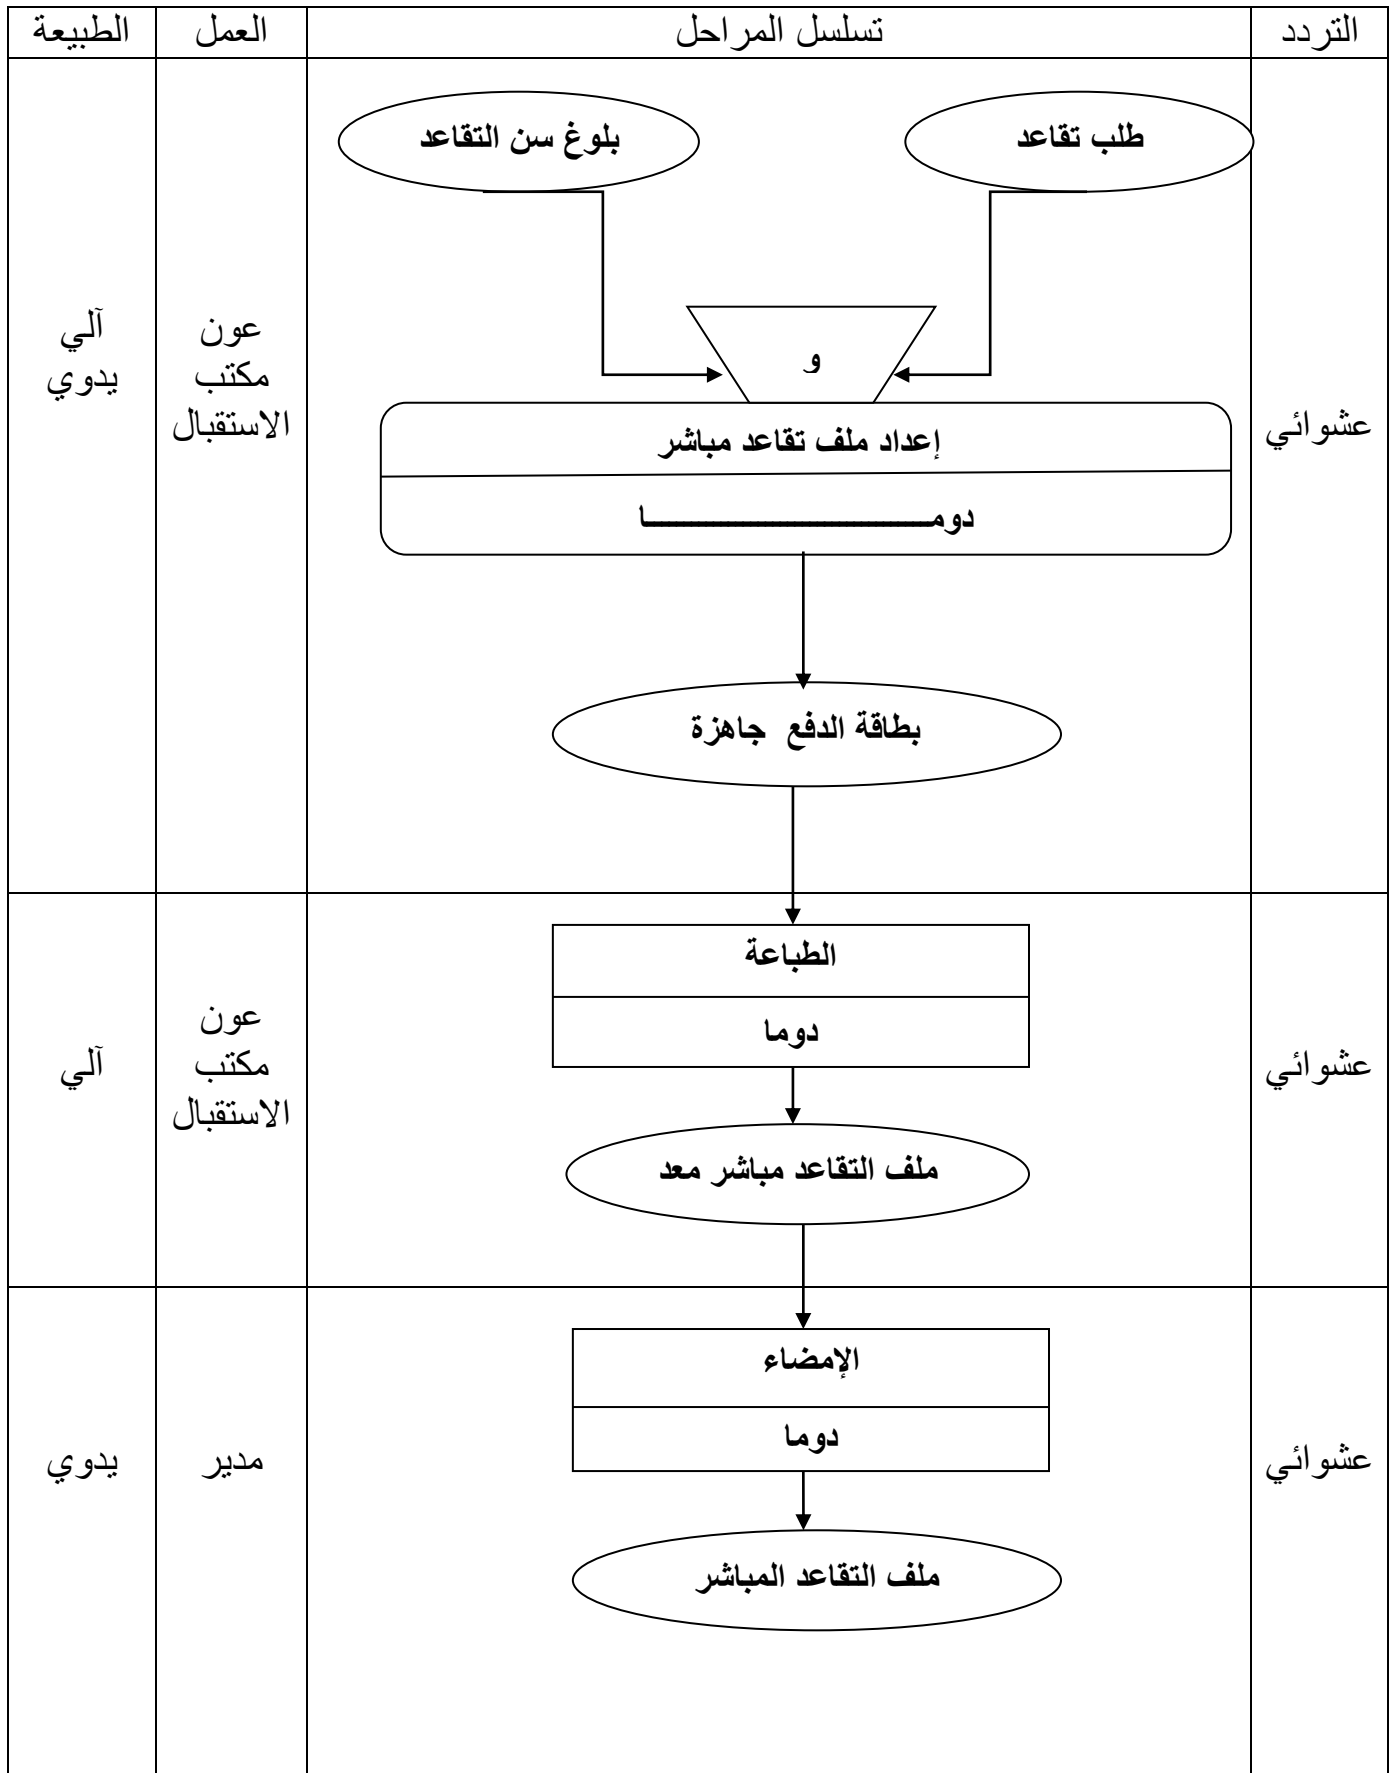 التردد
تسلسل المراحل
العمل
الطبيعة
طلب تقاعد
بلوغ سن التقاعد
و
إعداد ملف تقاعد مباشر
دومــــــــــــــــــــــــا
بطاقة الدفع جاهزة
عشوائي
عون
مكتب
الاستقبال
آلي
يدوي
الطباعة
دوما
ملف التقاعد مباشر معد
عشوائي
عون
مكتب
الاستقبال
آلي
الإمضاء
دوما
ملف التقاعد المباشر
عشوائي
مدير
يدوي